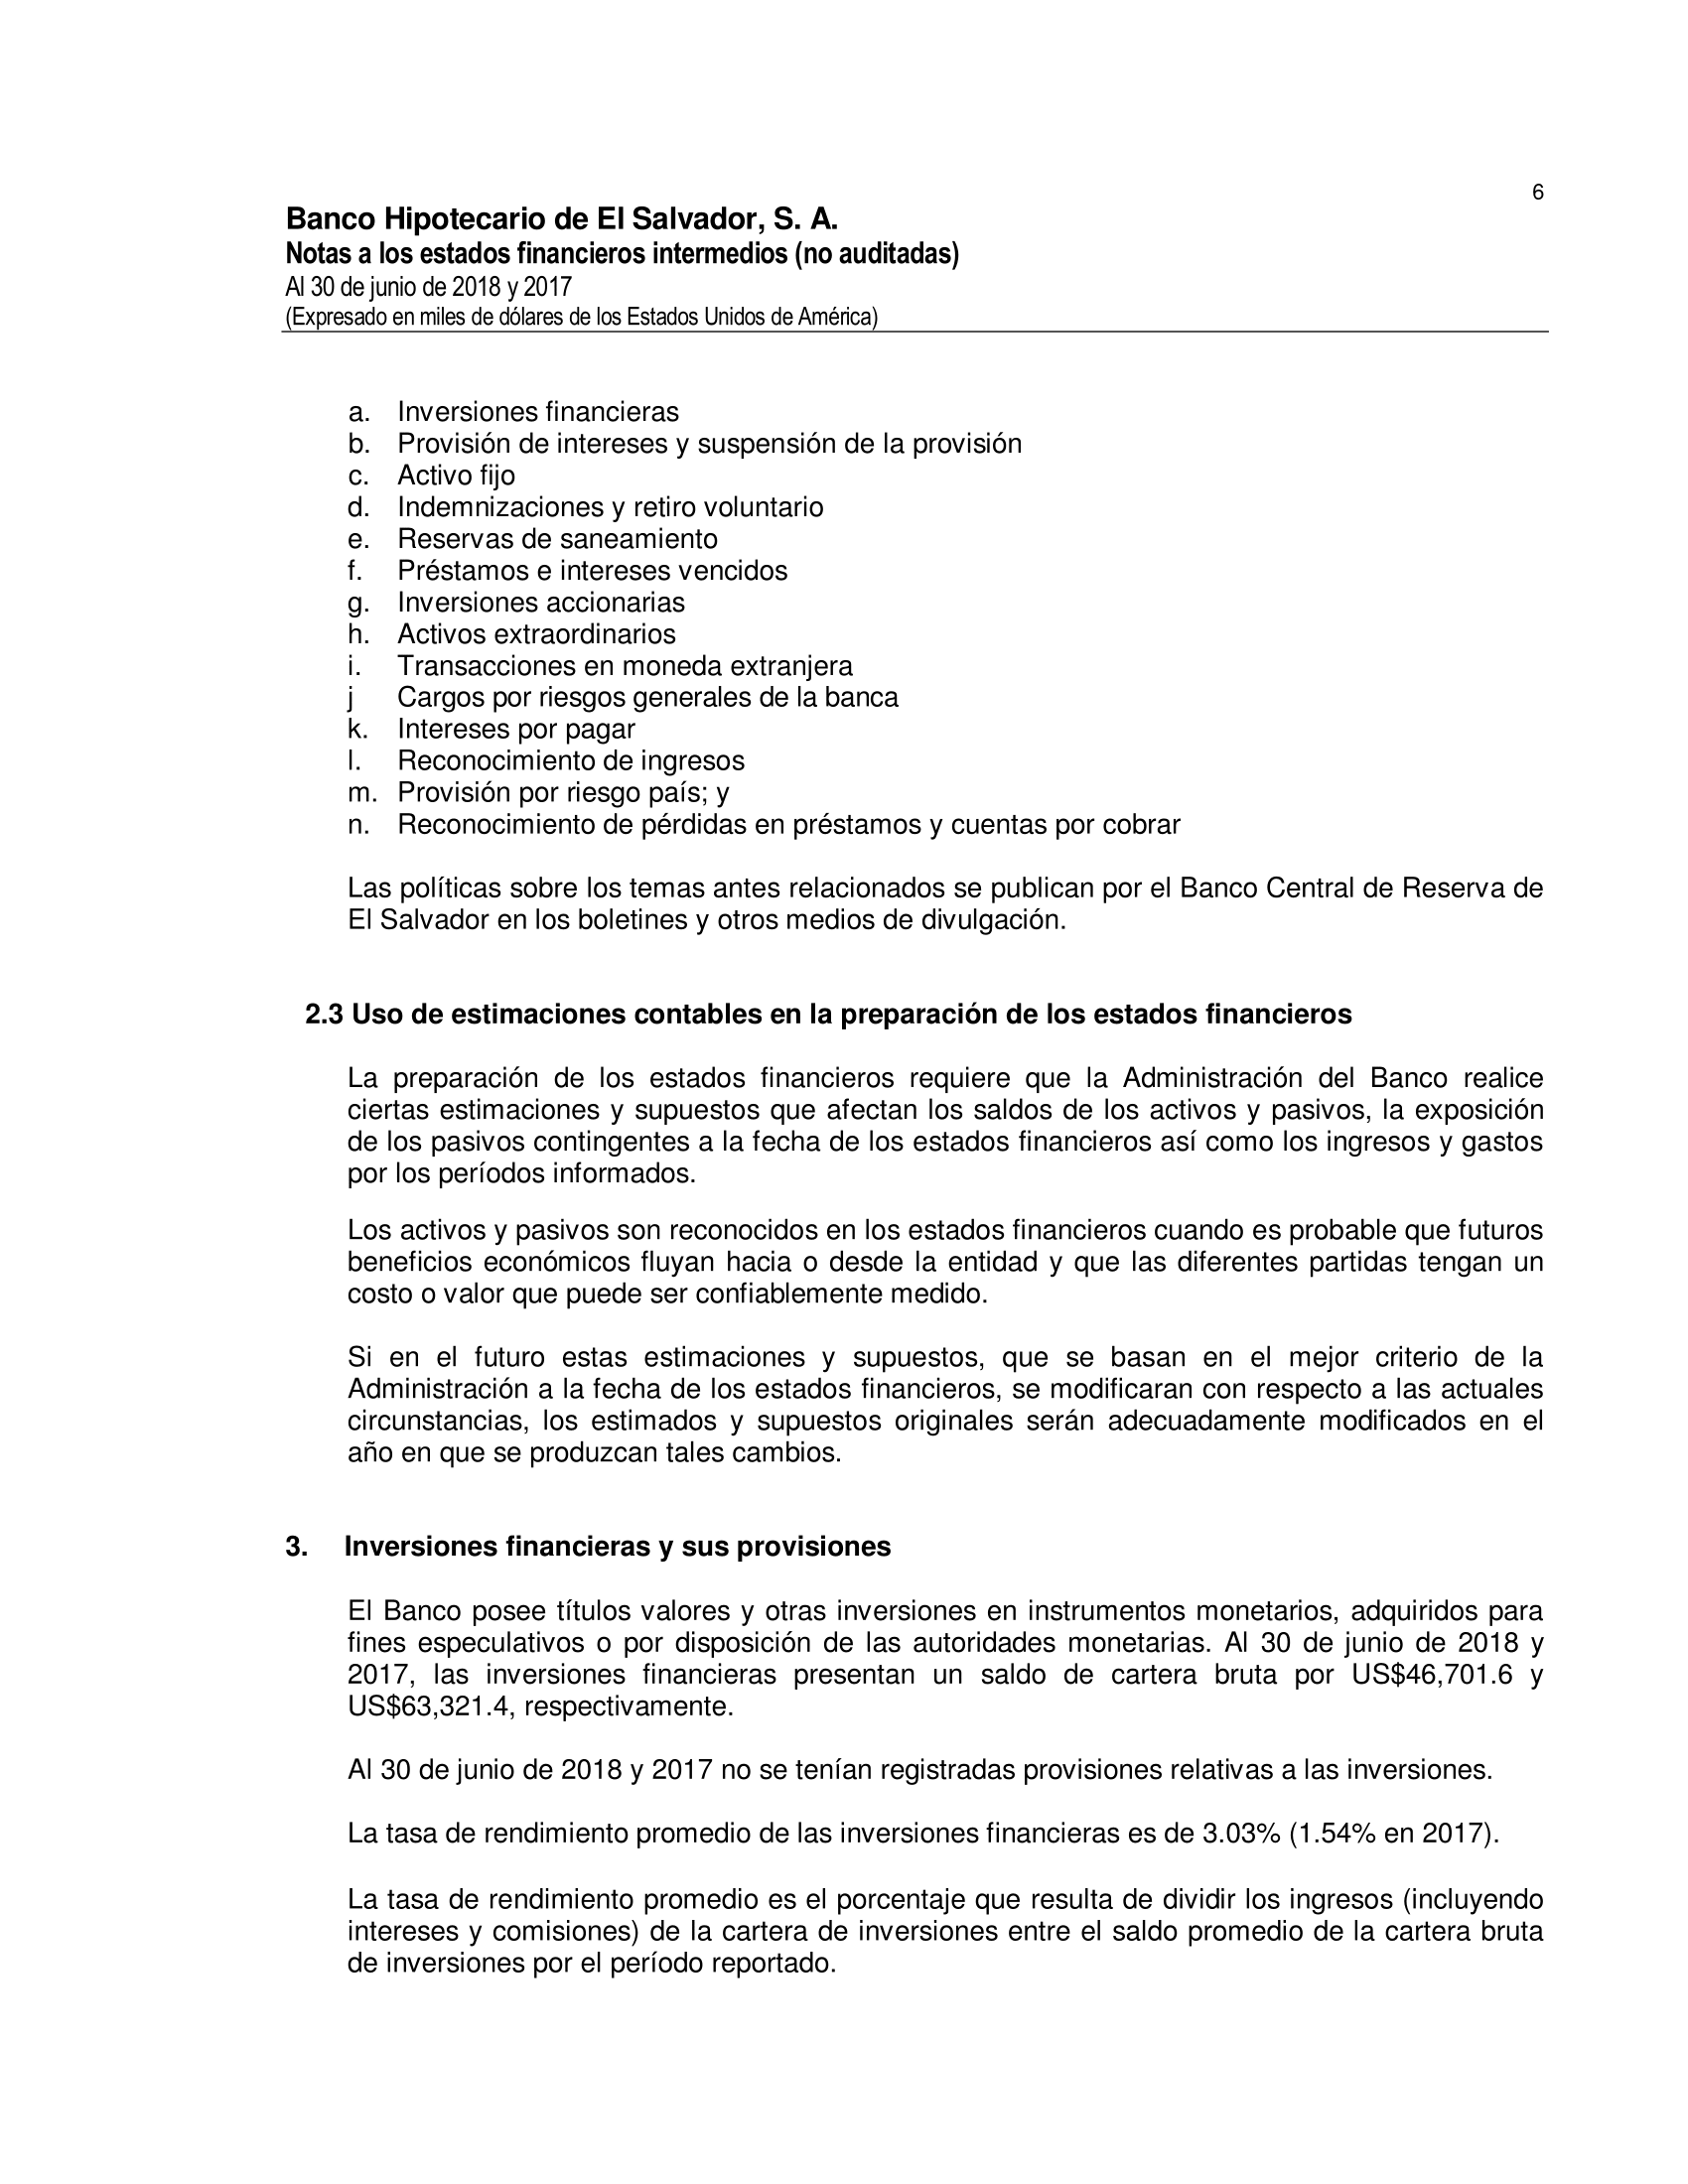 6
Banco Hipotecario de El Salvador, S. A.
Notas a los estados financieros intermedios (no auditadas)
Al 30 de junio de 2018 y 2017
(Expresado en miles de dólares de los Estados Unidos de América)
a. Inversiones financieras
b. Provisión de intereses y suspensión de la provisión
c. Activo fijo
d. Indemnizaciones y retiro voluntario
e. Reservas de saneamiento
f. Préstamos e intereses vencidos
g. Inversiones accionarias
h. Activos extraordinarios
i. Transacciones en moneda extranjera
j Cargos por riesgos generales de la banca
k. Intereses por pagar
l. Reconocimiento de ingresos
m. Provisión por riesgo país; y
n. Reconocimiento de pérdidas en préstamos y cuentas por cobrar
Las políticas sobre los temas antes relacionados se publican por el Banco Central de Reserva de
El Salvador en los boletines y otros medios de divulgación.
2.3 Uso de estimaciones contables en la preparación de los estados financieros
La preparación de los estados financieros requiere que la Administración del Banco realice
ciertas estimaciones y supuestos que afectan los saldos de los activos y pasivos, la exposición
de los pasivos contingentes a la fecha de los estados financieros así como los ingresos y gastos
por los períodos informados.
Los activos y pasivos son reconocidos en los estados financieros cuando es probable que futuros
beneficios económicos fluyan hacia o desde la entidad y que las diferentes partidas tengan un
costo o valor que puede ser confiablemente medido.
Si en el futuro estas estimaciones y supuestos, que se basan en el mejor criterio de la
Administración a la fecha de los estados financieros, se modificaran con respecto a las actuales
circunstancias, los estimados y supuestos originales serán adecuadamente modificados en el
año en que se produzcan tales cambios.
3. Inversiones financieras y sus provisiones
El Banco posee títulos valores y otras inversiones en instrumentos monetarios, adquiridos para
fines especulativos o por disposición de las autoridades monetarias. Al 30 de junio de 2018 y
2017, las inversiones financieras presentan un saldo de cartera bruta por US$46,701.6 y
US$63,321.4, respectivamente.
Al 30 de junio de 2018 y 2017 no se tenían registradas provisiones relativas a las inversiones.
La tasa de rendimiento promedio de las inversiones financieras es de 3.03% (1.54% en 2017).
La tasa de rendimiento promedio es el porcentaje que resulta de dividir los ingresos (incluyendo
intereses y comisiones) de la cartera de inversiones entre el saldo promedio de la cartera bruta
de inversiones por el período reportado.